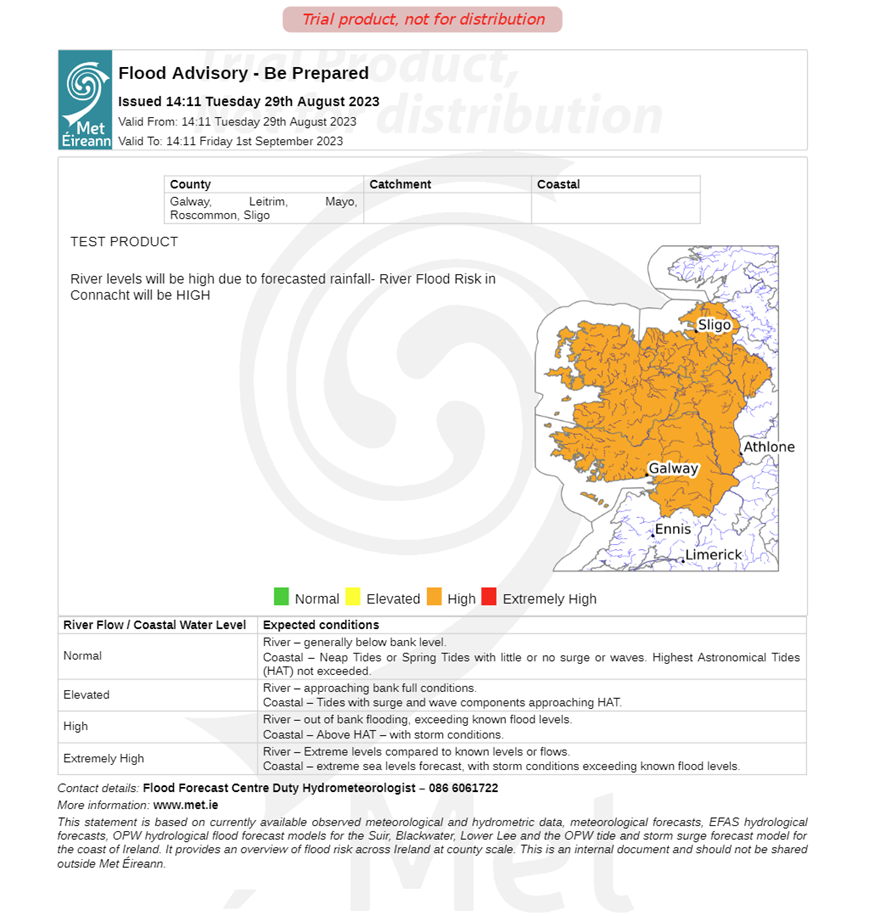 Trial product, not for distribution
Trial Product,
Not for distribution
Met
Éireann
Flood Advisory - Be Prepared
Issued 14:11 Tuesday 29th August 2023
Valid From: 14:11 Tuesday 29th August 2023
Valid To: 14:11 Friday 1st September 2023
County Catchment Coastal
Galway, Leitrim, Mayo,
Roscommon, Sligo
TEST PRODUCT
River levels will be high due to forecasted rainfall- River Flood Risk in
Connacht will be HIGH
Sligo
Athlone
Galway
Ennis
Limerick
Normal Elevated High Extremely High
River Flow / Coastal Water Level Expected conditions
Normal
River – generally below bank level.
Coastal – Neap Tides or Spring Tides with little or no surge or waves. Highest Astronomical Tides
(HAT) not exceeded.
Elevated
River – approaching bank full conditions.
Coastal – Tides with surge and wave components approaching HAT.
High
River – out of bank flooding, exceeding known flood levels.
Coastal – Above HAT – with storm conditions.
Extremely High
River – Extreme levels compared to known levels or flows.
Coastal – extreme sea levels forecast, with storm conditions exceeding known flood levels.
Contact details: Flood Forecast Centre Duty Hydrometeorologist – 086 6061722
More information: www.met.ie
This statement is based on currently available observed meteorological and hydrometric data, meteorological forecasts, EFAS hydrological
forecasts, OPW hydrological flood forecast models for the Suir, Blackwater, Lower Lee and the OPW tide and storm surge forecast model for
the coast of Ireland. It provides an overview of flood risk across Ireland at county scale. This is an internal document and should not be shared
outside Met Éireann.
Met